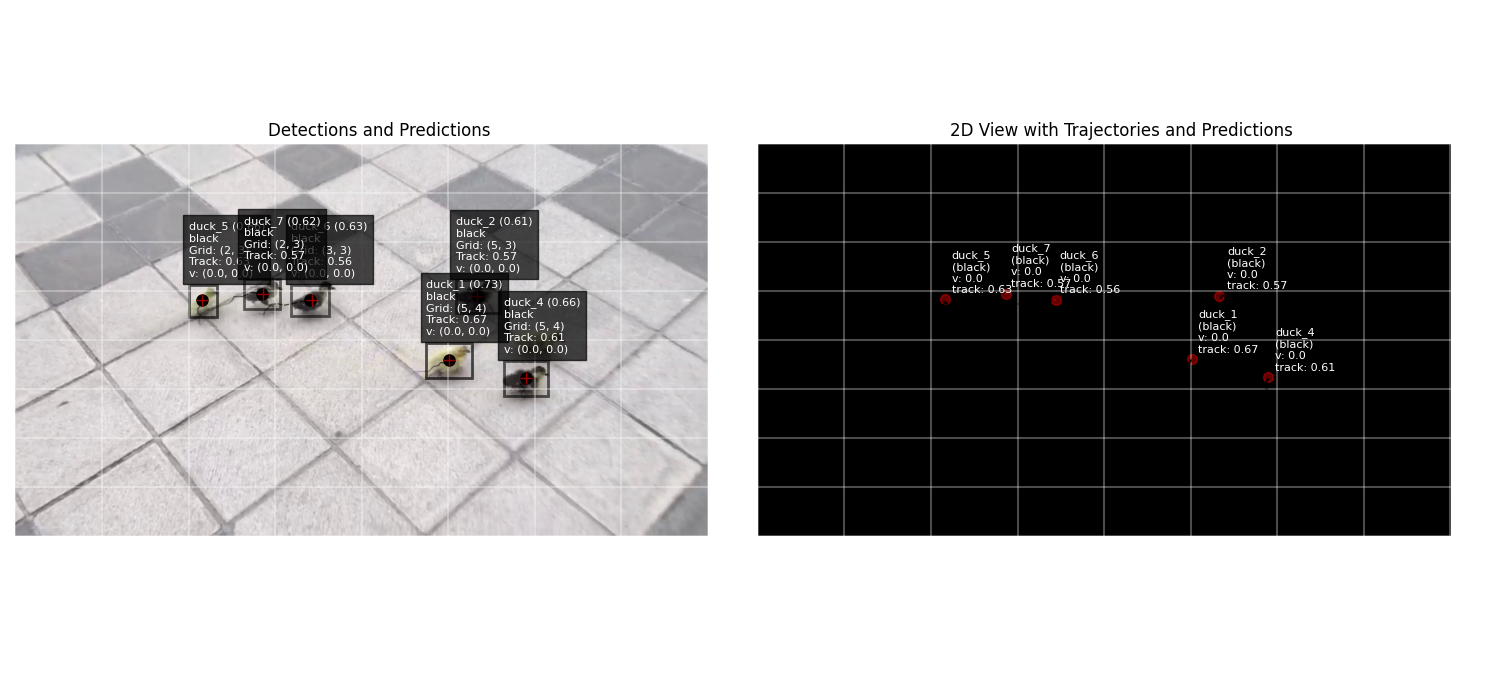 Detections and Predictions
duck_5 (0
black
Grid: (2,
Track: 0.6
v: (0.0, 0.0)
duck_7 (0.62)
black
Grid: (2, 3)
Track: 0.57
v: (0.0, 0.0)
6 (0.63)
black
(3, 3)
Track: 0.56
v: (0.0, 0.0)
duck_2 (0.61)
black
Grid: (5, 3)
Track: 0.57
v: (0.0, 0.0)
duck_1 (0.73)
black
Grid: (5, 4)
Track: 0.67
v: (0.0, 0.0)
duck_4 (0.66)
black
Grid: (5, 4)
Track: 0.61
v: (0.0, 0.0)
2D View with Trajectories and Predictions
duck_5
(black)
v: 0.0
track: 0.63
duck_7
(black)
v: 0.0
track: 0.57
duck_6
(black)
v: 0.0
track: 0.56
duck_2
(black)
v: 0.0
track: 0.57
duck_1
(black)
v: 0.0
track: 0.67
duck_4
(black)
v: 0.0
track: 0.61